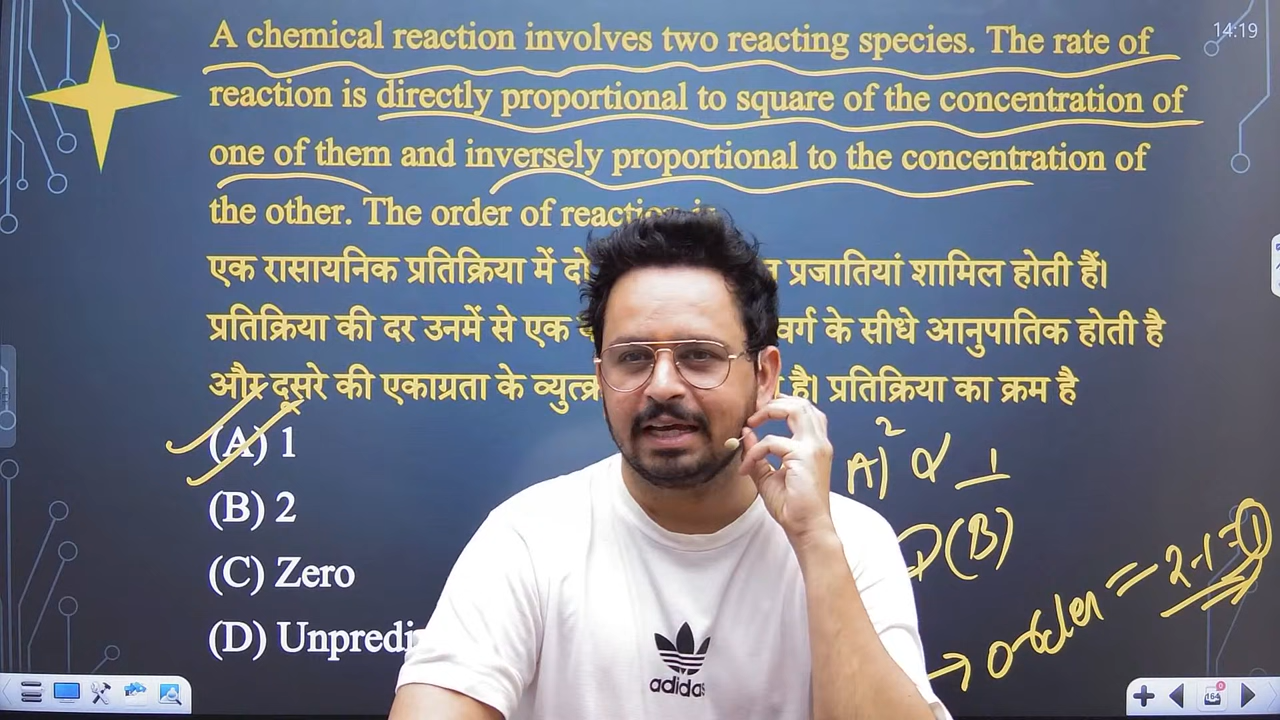 14:19
A chemical reaction involves two reacting species. The rate of
reaction is directly proportional to square of the concentration of
one of them and inversely proportional to the concentration of
the other. The order of reaction is
एक रासायनिक प्रतिक्रिया में दो प्रजातियां शामिल होती हैं।
प्रतिक्रिया की दर उनमें से एक वर्ग के सीधे आनुपातिक होती है
और दूसरे की एकाग्रता के है। प्रतिक्रिया का क्रम है
(A) 1
(B) 2
(C) Zero
(D)
A)² α 1
(B)
→ order = 2-1=1
adidas
164